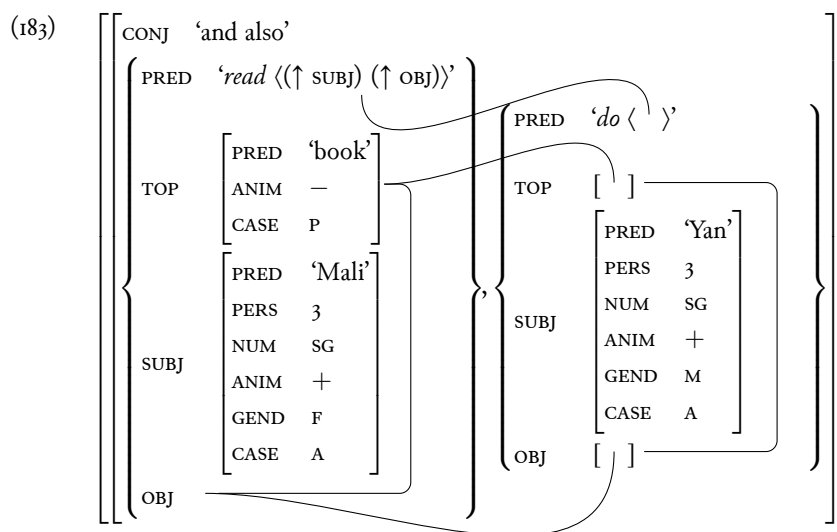 (183)
CONJ ‘and also’
PRED ‘read ⟨(↑ SUBJ) (↑ OBJ)⟩’
TOP
PRED ‘book’
ANIM −
CASE P
SUBJ
PRED ‘Mali’
PERS 3
NUM SG
ANIM +
GEND F
CASE A
OBJ
,
PRED ‘do ⟨ ⟩’
TOP [ ]
SUBJ
PRED ‘Yan’
PERS 3
NUM SG
ANIM +
GEND M
CASE A
OBJ [ ]